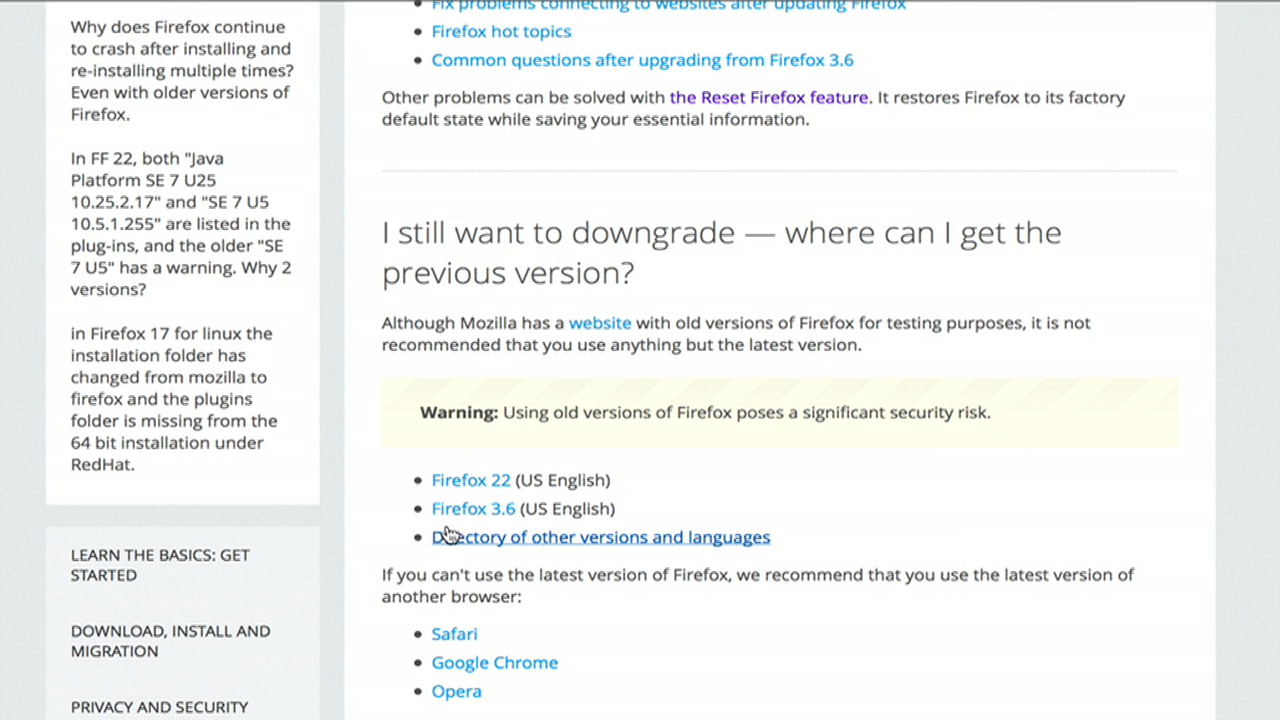 Why does Firefox continue
to crash after installing and
re-installing multiple times?
Even with older versions of
Firefox.
In FF 22, both "Java
Platform SE 7 U25
10.25.2.17" and "SE 7 U5
10.5.1.255" are listed in the
plug-ins, and the older "SE
7 U5" has a warning. Why 2
versions?
in Firefox 17 for linux the
installation folder has
changed from mozilla to
firefox and the plugins
folder is missing from the
64 bit installation under
RedHat.
LEARN THE BASICS: GET
STARTED
DOWNLOAD, INSTALL AND
MIGRATION
PRIVACY AND SECURITY
Fix problems connecting to websites after updating Firefox
Firefox hot topics
Common questions after upgrading from Firefox 3.6
Other problems can be solved with the Reset Firefox feature. It restores Firefox to its factory
default state while saving your essential information.
I still want to downgrade — where can I get the
previous version?
Although Mozilla has a website with old versions of Firefox for testing purposes, it is not
recommended that you use anything but the latest version.
Warning: Using old versions of Firefox poses a significant security risk.
Firefox 22 (US English)
Firefox 3.6 (US English)
Directory of other versions and languages
If you can't use the latest version of Firefox, we recommend that you use the latest version of
another browser:
Safari
Google Chrome
Opera